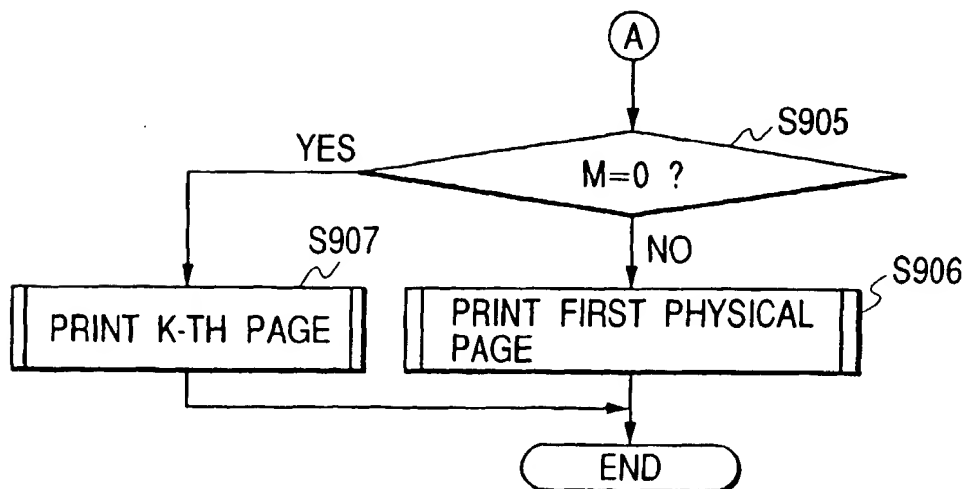 A
S905
YES
M=0 ?
NO
S907
S906
PRINT K-TH PAGE
PRINT FIRST PHYSICAL
PAGE
END